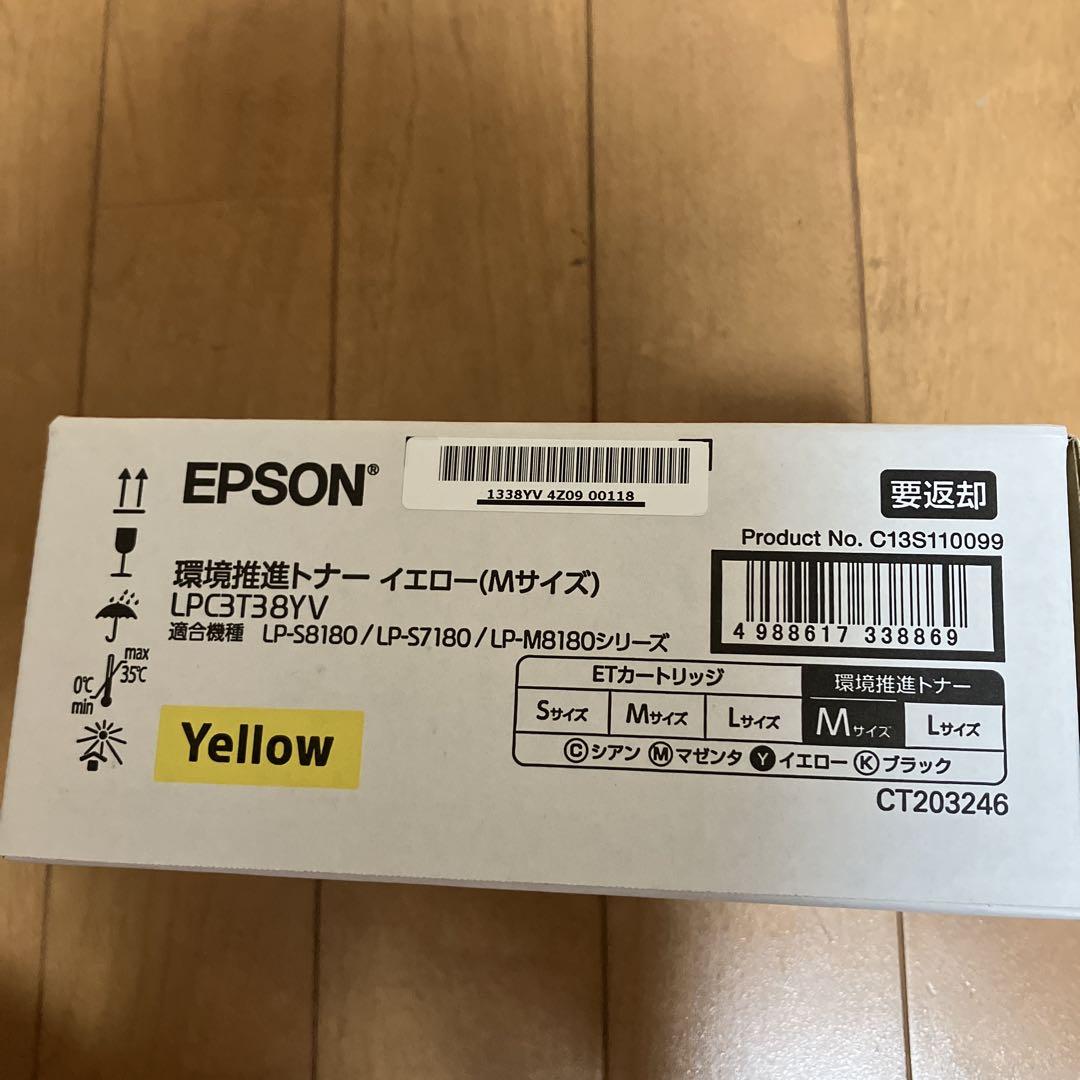 EPSON®
1338YV 4Z09 00118
要返却
Product No. C13S110099
4 988617 338869
環境推進トナー イエロー(Mサイズ)
LPC3T38YV
適合機種 LP-S8180/LP-S7180/LP-M8180シリーズ
max
35℃
0℃
min
Yellow
ETカートリッジ 環境推進トナー
Sサイズ Mサイズ Lサイズ Mサイズ Lサイズ
Ⓒシアン Ⓜマゼンタ Ⓨイエロー Ⓚブラック
CT203246